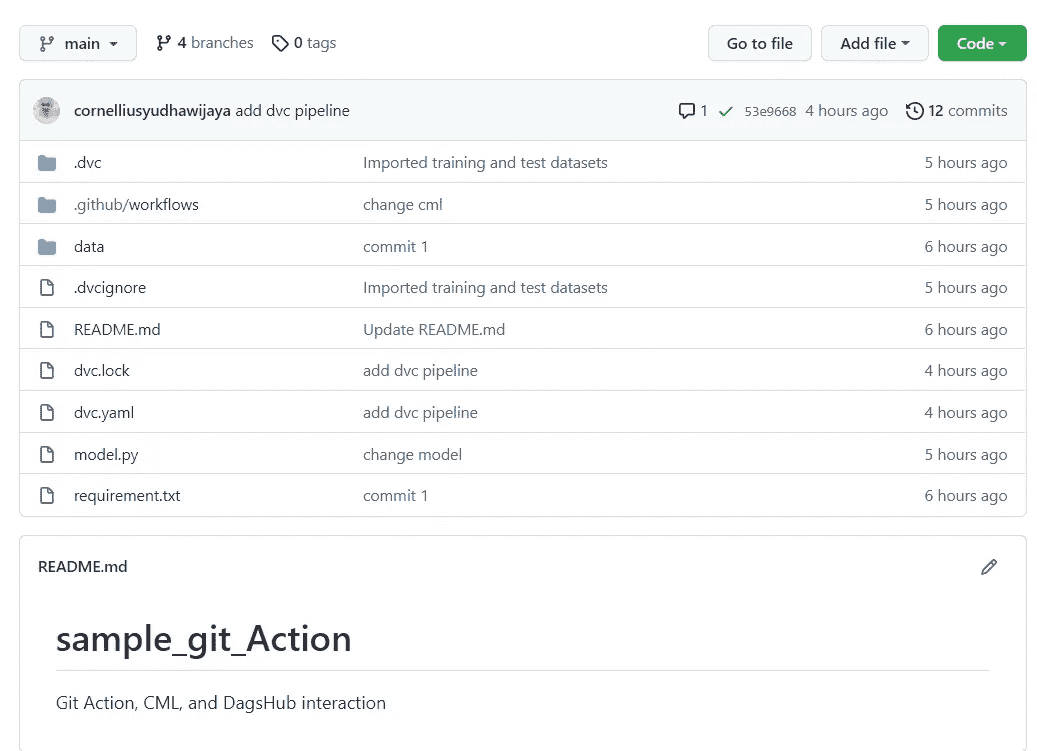 main 4 branches 0 tags Go to file Add file Code
cornelliusyudhawijaya add dvc pipeline 1 53e9668 4 hours ago 12 commits
.dvc Imported training and test datasets 5 hours ago
.github/workflows change cml 5 hours ago
data commit 1 6 hours ago
.dvcignore Imported training and test datasets 5 hours ago
README.md Update README.md 6 hours ago
dvc.lock add dvc pipeline 4 hours ago
dvc.yaml add dvc pipeline 4 hours ago
model.py change model 5 hours ago
requirement.txt commit 1 6 hours ago
README.md
sample_git_Action
Git Action, CML, and DagsHub interaction